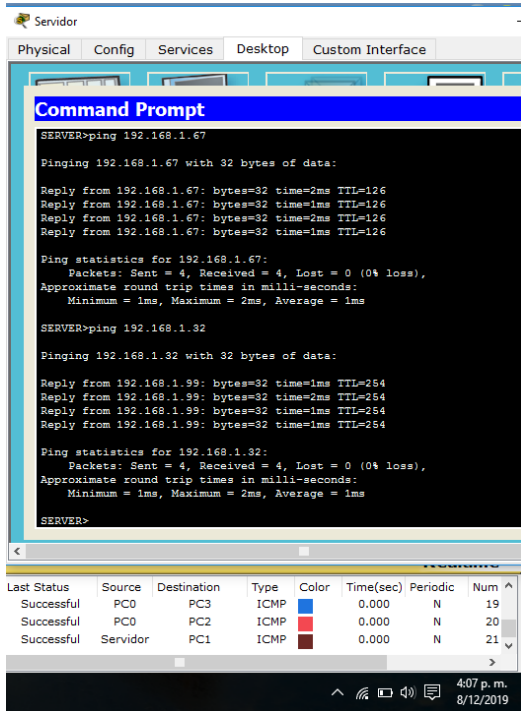 Servidor
Physical Config Services Desktop Custom Interface
Command Prompt
SERVER>ping 192.168.1.67
Pinging 192.168.1.67 with 32 bytes of data:
Reply from 192.168.1.67: bytes=32 time=2ms TTL=126
Reply from 192.168.1.67: bytes=32 time=1ms TTL=126
Reply from 192.168.1.67: bytes=32 time=2ms TTL=126
Reply from 192.168.1.67: bytes=32 time=1ms TTL=126
Ping statistics for 192.168.1.67:
Packets: Sent = 4, Received = 4, Lost = 0 (0% loss),
Approximate round trip times in milli-seconds:
Minimum = 1ms, Maximum = 2ms, Average = 1ms
SERVER>ping 192.168.1.32
Pinging 192.168.1.32 with 32 bytes of data:
Reply from 192.168.1.99: bytes=32 time=1ms TTL=254
Reply from 192.168.1.99: bytes=32 time=2ms TTL=254
Reply from 192.168.1.99: bytes=32 time=1ms TTL=254
Reply from 192.168.1.99: bytes=32 time=1ms TTL=254
Ping statistics for 192.168.1.32:
Packets: Sent = 4, Received = 4, Lost = 0 (0% loss),
Approximate round trip times in milli-seconds:
Minimum = 1ms, Maximum = 2ms, Average = 1ms
SERVER>
Last Status Source Destination Type Color Time(sec) Periodic Num
Successful PC0 PC3 ICMP 0.000 N 19
Successful PC0 PC2 ICMP 0.000 N 20
Successful Servidor PC1 ICMP 0.000 N 21
4:07 p. m.
8/12/2019